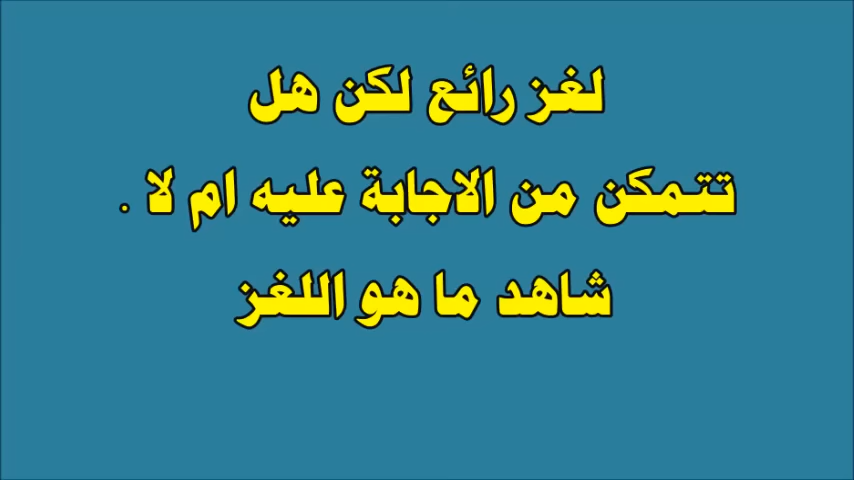 لغز رائع لكن هل
تتمكن من الاجابة عليه ام لا .
شاهد ما هو اللغز